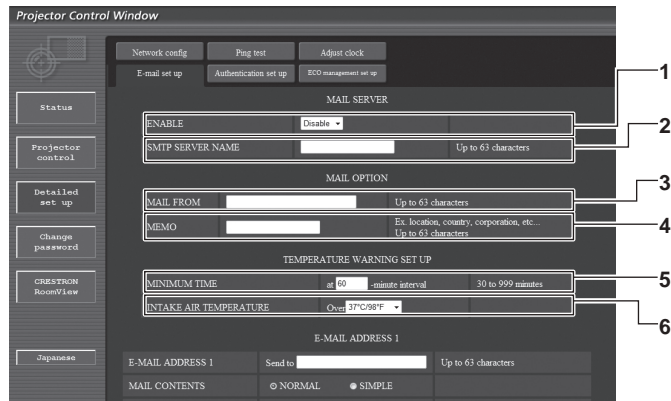 Projector Control Window
Network config Ping test Adjust clock
E-mail set up Authentication set up ECO management set up
Status
Projector control
Detailed set up
Change password
CRESTRON RoomView
Japanese
MAIL SERVER
ENABLE Disable
1
SMTP SERVER NAME Up to 63 characters
2
MAIL OPTION
MAIL FROM Up to 63 characters
3
MEMO Ex. location, country, corporation, etc...
Up to 63 characters
4
TEMPERATURE WARNING SET UP
MINIMUM TIME at 60 -minute interval 30 to 999 minutes
5
INTAKE AIR TEMPERATURE Over 37°C/98°F
6
E-MAIL ADDRESS 1
E-MAIL ADDRESS 1 Send to Up to 63 characters
MAIL CONTENTS NORMAL SIMPLE